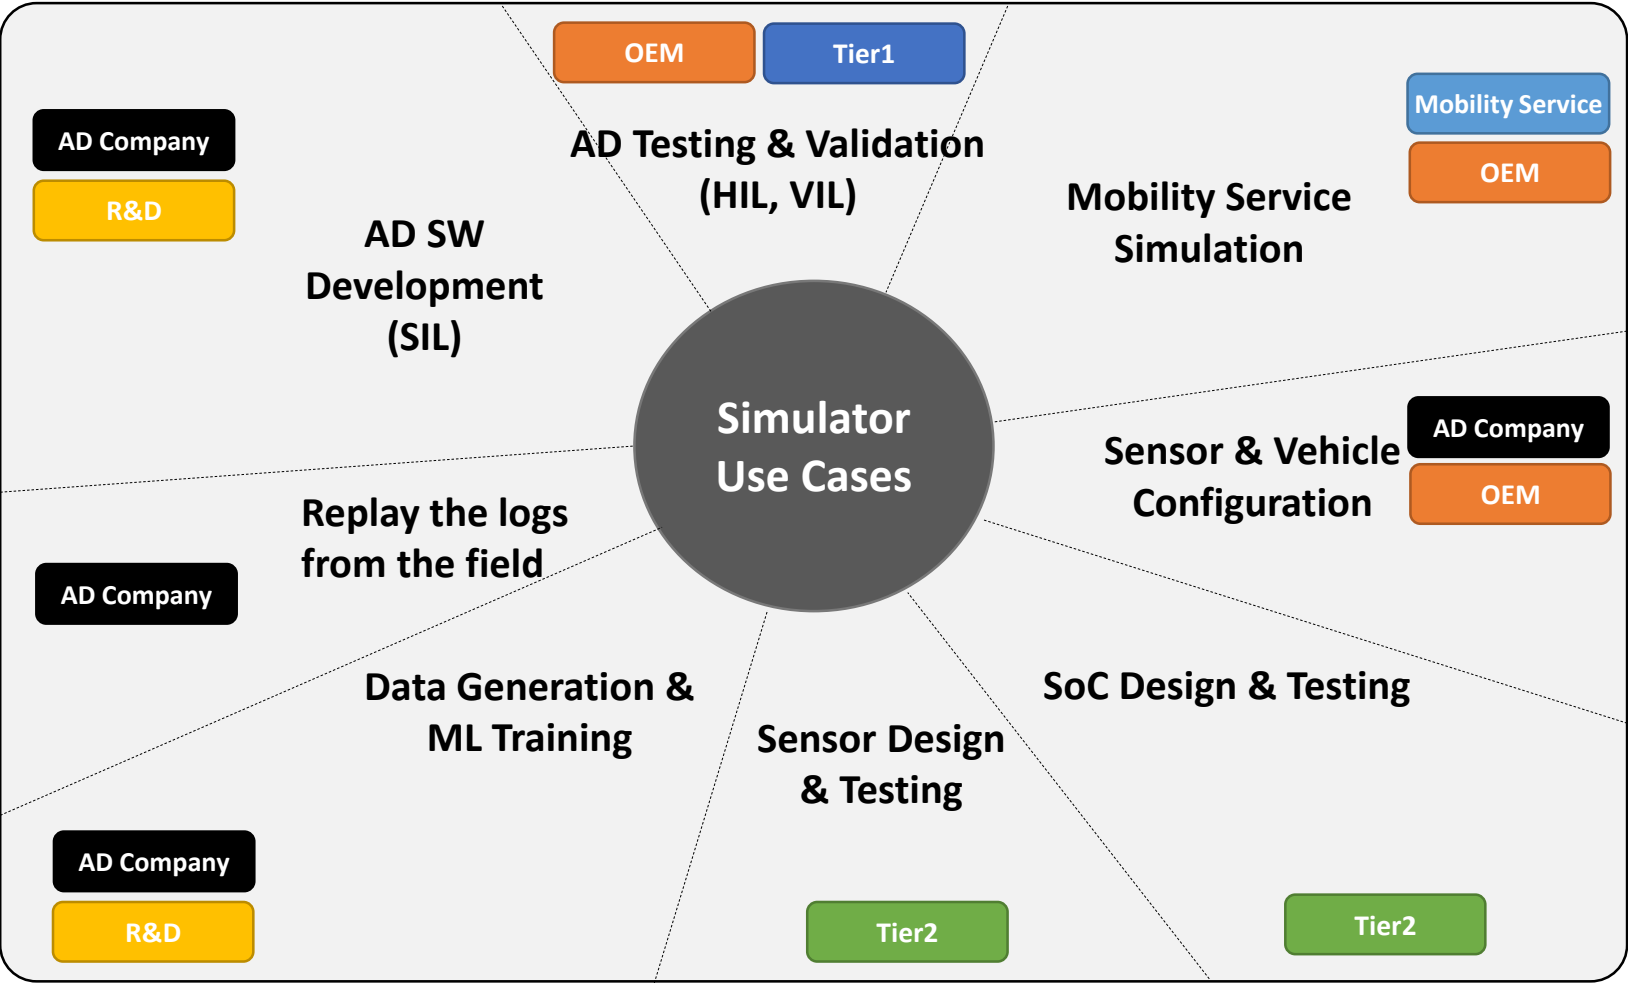 OEM
Tier1
AD Testing & Validation
(HIL, VIL)
Mobility Service
OEM
Mobility Service
Simulation
AD Company
R&D
AD SW
Development
(SIL)
Simulator
Use Cases
AD Company
OEM
Sensor & Vehicle
Configuration
Replay the logs
from the field
AD Company
Data Generation &
ML Training
AD Company
R&D
Sensor Design
& Testing
Tier2
SoC Design & Testing
Tier2